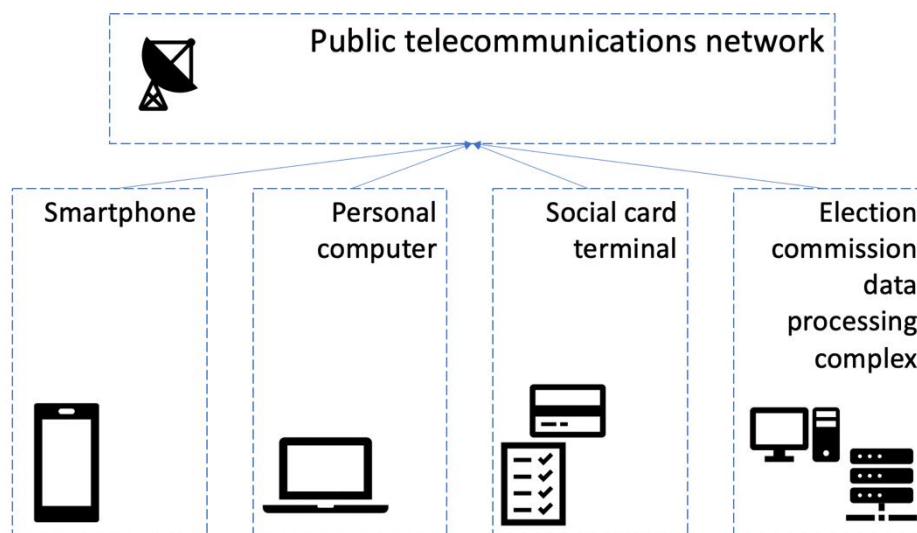 Public telecommunications network
Smartphone
Personal
computer
Social card
terminal
Election
commission
data
processing
complex